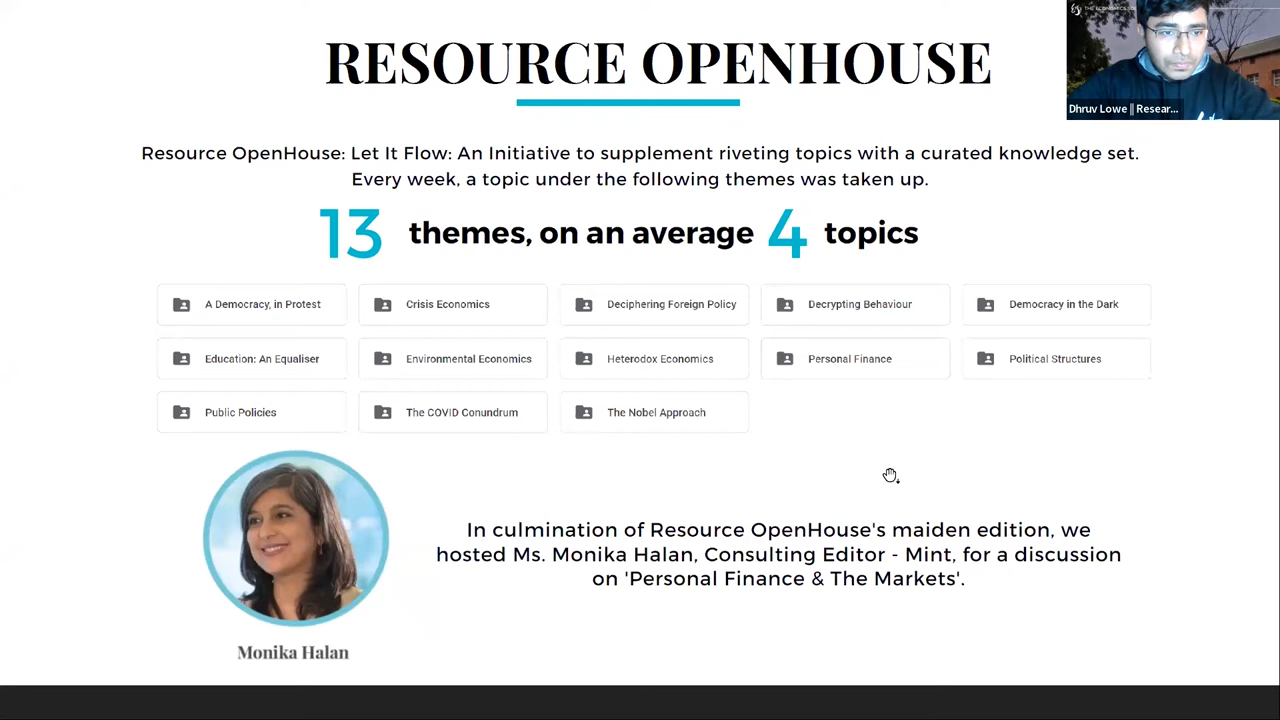 RESOURCE OPENHOUSE
Dhruv Lowe || Resear...
Resource OpenHouse: Let It Flow: An Initiative to supplement riveting topics with a curated knowledge set.
Every week, a topic under the following themes was taken up.
13 themes, on an average 4 topics
A Democracy, in Protest
Crisis Economics
Deciphering Foreign Policy
Decrypting Behaviour
Democracy in the Dark
Education: An Equaliser
Environmental Economics
Heterodox Economics
Personal Finance
Political Structures
Public Policies
The COVID Conundrum
The Nobel Approach
In culmination of Resource OpenHouse's maiden edition, we
hosted Ms. Monika Halan, Consulting Editor - Mint, for a discussion
on 'Personal Finance & The Markets'.
Monika Halan